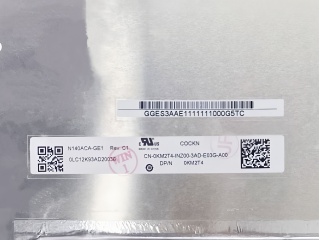 GGES3AAE1111111000G5TC
N140ACA-GE1 Rev. C1
COCKN
CN-0KM2T4-INZ00-3AD-E03G-A00
DP/N 0KM2T4